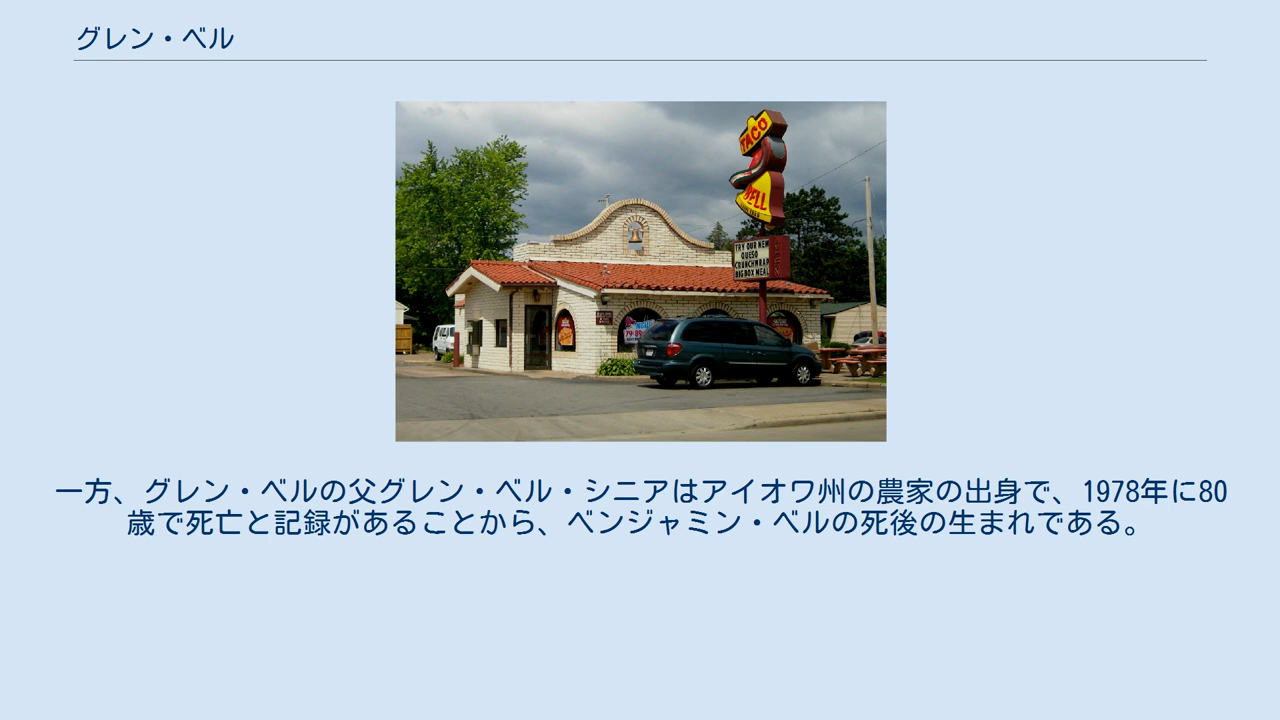 グレン・ベル
TACO
BELL
TRY OUR NEW
QUESO
CRUNCHWRAP
BIG BOX MEAL
一方、グレン・ベルの父グレン・ベル・シニアはアイオワ州の農家の出身で、1978年に80
歳で死亡と記録があることから、ベンジャミン・ベルの死後の生まれである。